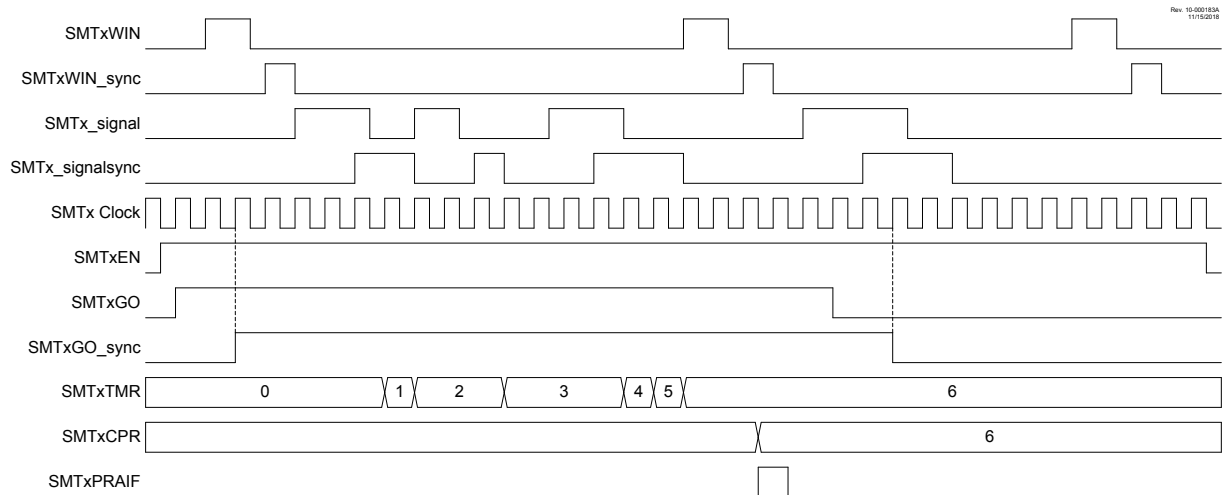 Rev. 10-000183A
11/15/2018
SMTxWIN
SMTxWIN_sync
SMTx_signal
SMTx_signalsync
SMTx Clock
SMTxEN
SMTxGO
SMTxGO_sync
SMTxTMR 0 1 2 3 4 5 6
SMTxCPR 6
SMTxPRAIF